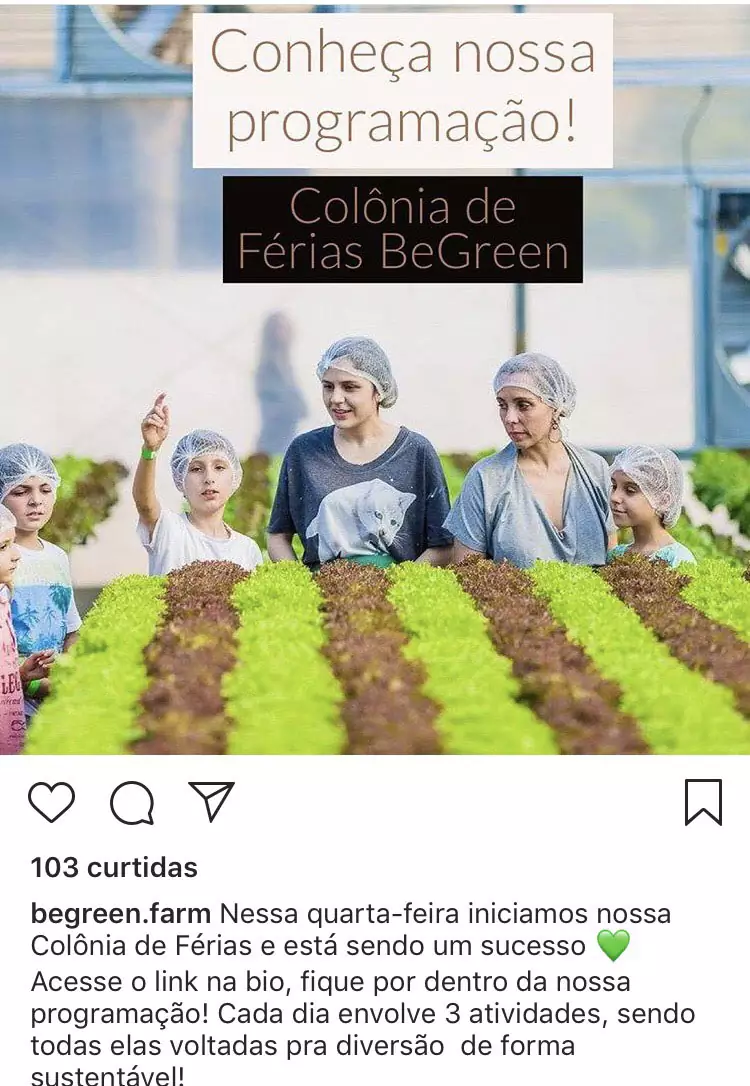 Conheça nossa
programação!
Colônia de
Férias BeGreen
103 curtidas
begreen.farm Nessa quarta-feira iniciamos nossa
Colônia de Férias e está sendo um sucesso 💚
Acesse o link na bio, fique por dentro da nossa
programação! Cada dia envolve 3 atividades, sendo
todas elas voltadas pra diversão de forma
sustentável!